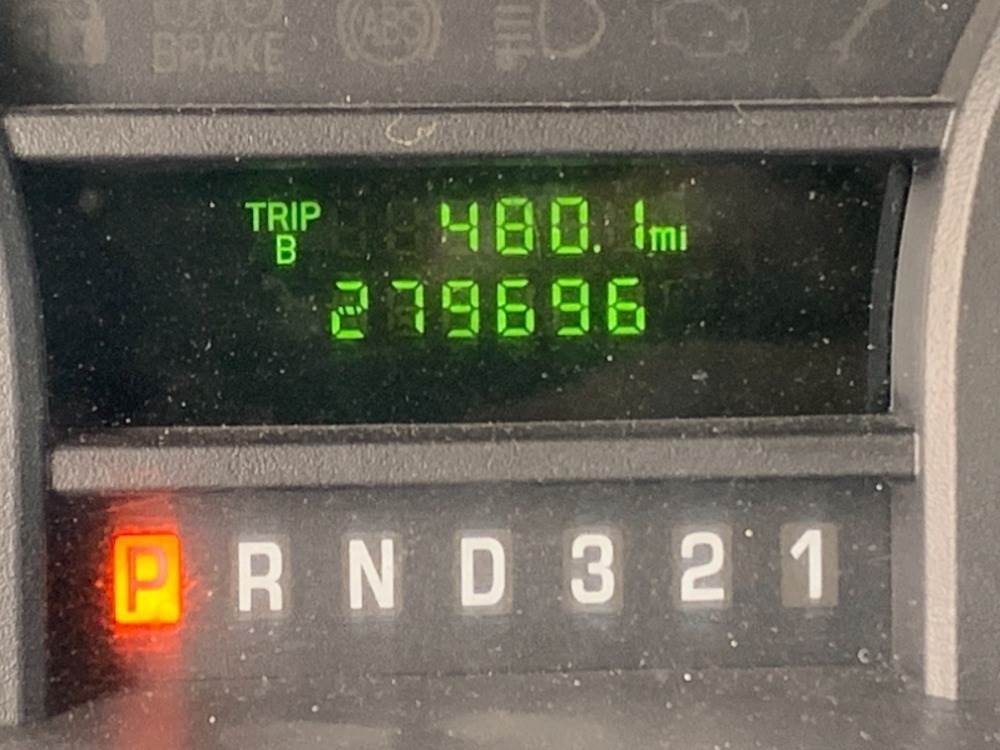 BRAKE
ABS
TRIP
B
480.1mi
279696
P R N D 3 2 1